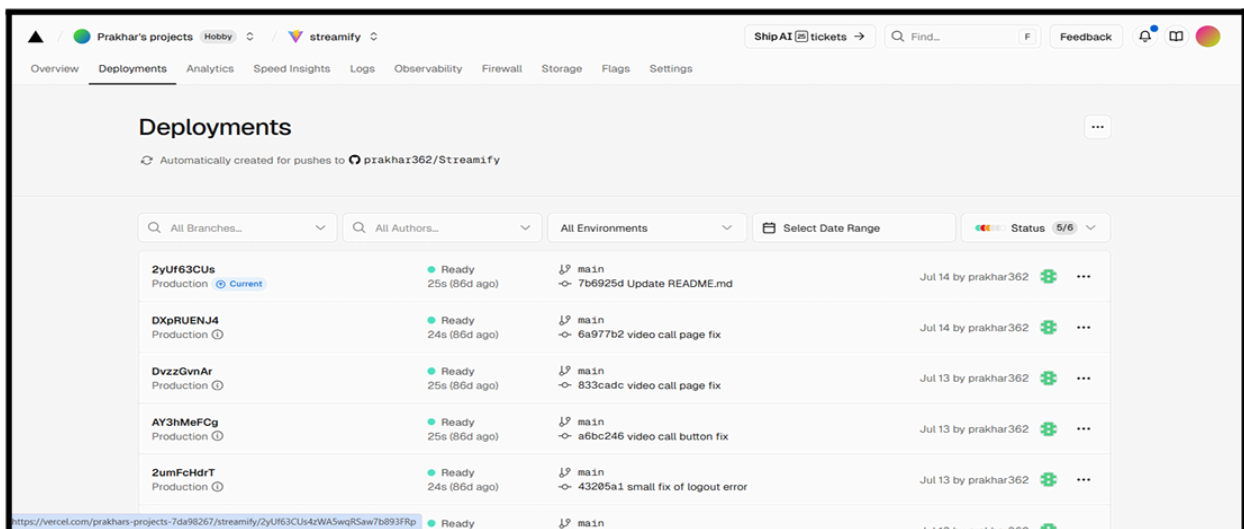 Prakhar's projects Hobby streamify Ship AI 25 tickets → Find... F Feedback
Overview Deployments Analytics Speed Insights Logs Observability Firewall Storage Flags Settings
Deployments
Automatically created for pushes to prakhar362/Streamify
All Branches... All Authors... All Environments Select Date Range Status 5/6
2yUf63CUs Ready main
Production Current 25s (86d ago) 7b6925d Update README.md Jul 14 by prakhar362
DXpRUENJ4 Ready main
Production 24s (86d ago) 6a977b2 video call page fix Jul 14 by prakhar362
DvzzGvnAr Ready main
Production 25s (86d ago) 833cadc video call page fix Jul 13 by prakhar362
AY3hMeFCg Ready main
Production 25s (86d ago) a6bc246 video call button fix Jul 13 by prakhar362
2umFcHdrT Ready main
Production 24s (86d ago) 43205a1 small fix of logout error Jul 13 by prakhar362
https://vercel.com/prakhars-projects-7da98267/streamify/2yUf63CUs4zWA5wqRSaw7b893FRp Ready main